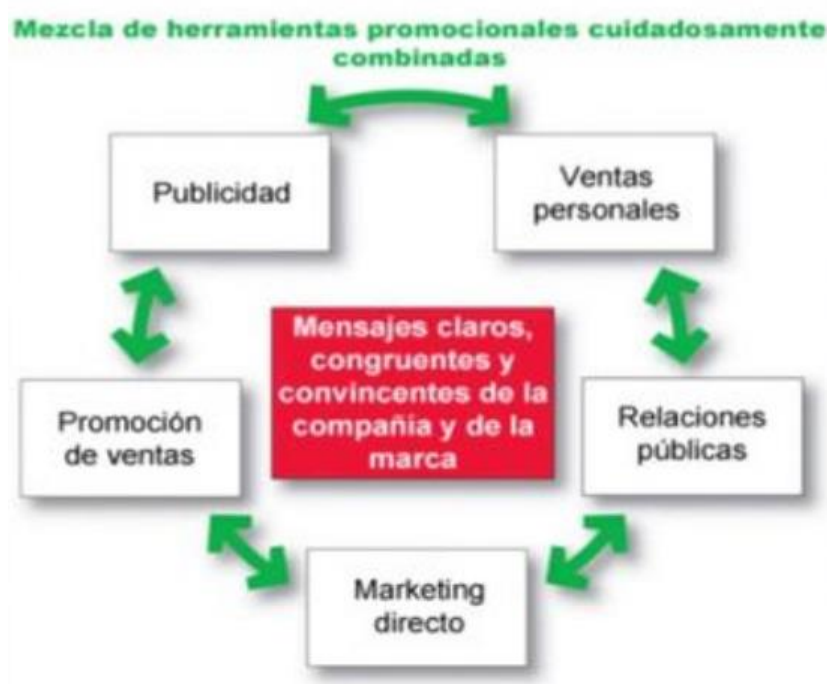 Mezcla de herramientas promocionales cuidadosamente
combinadas
Publicidad
Ventas
personales
Mensajes claros,
congruentes y
convincentes de la
compañia y de la
marca
Promoción
de ventas
Relaciones
públicas
Marketing
directo